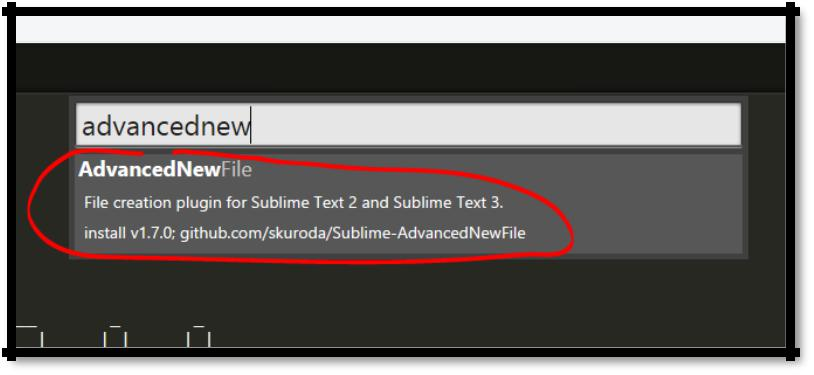 advancednew
AdvancedNewFile
File creation plugin for Sublime Text 2 and Sublime Text 3.
install v1.7.0; github.com/skuroda/Sublime-AdvancedNewFile